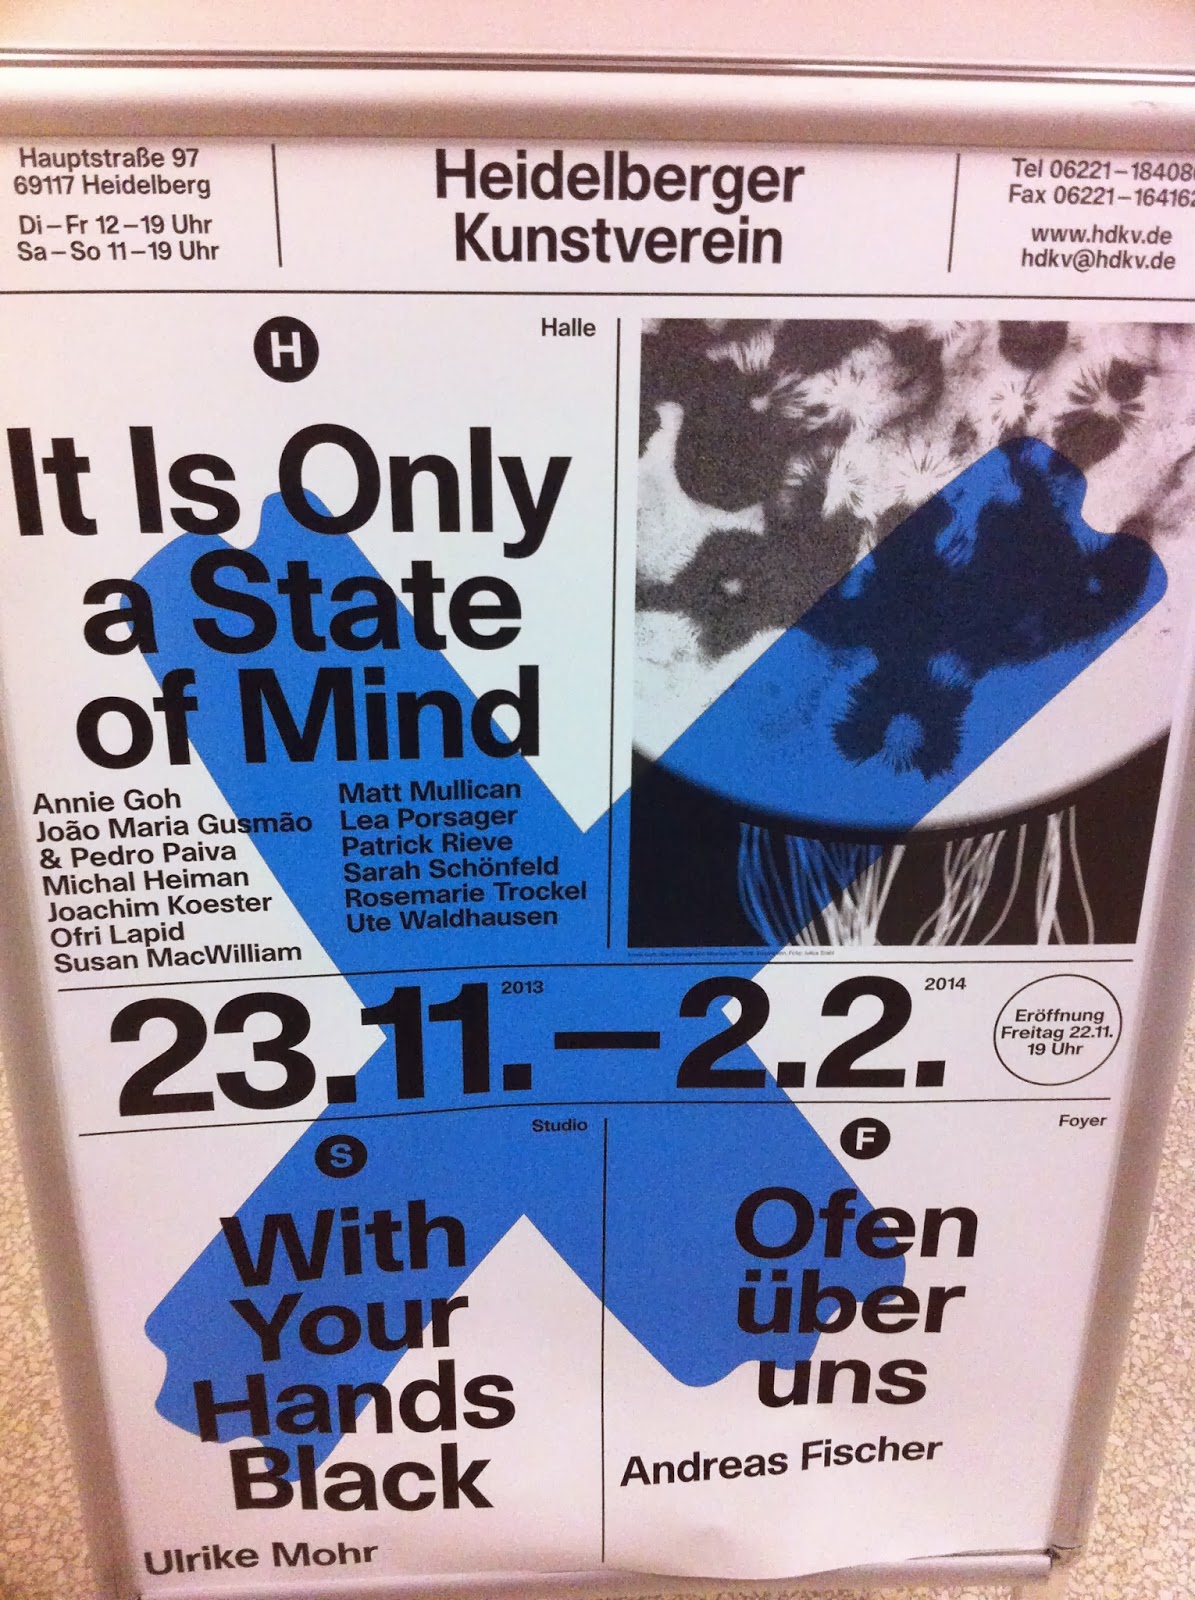 Hauptstraße 97
69117 Heidelberg
Di – Fr 12 – 19 Uhr
Sa – So 11 – 19 Uhr
Heidelberger
Kunstverein
Tel 06221 – 18408
Fax 06221 – 164162
www.hdkv.de
hdkv@hdkv.de
H
Halle
It Is Only
a State
of Mind
Annie Goh
João Maria Gusmão
& Pedro Paiva
Michal Heiman
Joachim Koester
Ofri Lapid
Susan MacWilliam
Matt Mullican
Lea Porsager
Patrick Rieve
Sarah Schönfeld
Rosemarie Trockel
Ute Waldhausen
23.11.2013 — 2.2.2014
Eröffnung
Freitag 22.11.
19 Uhr
S
Studio
With
Your
Hands
Black
Ulrike Mohr
F
Foyer
Ofen
über
uns
Andreas Fischer